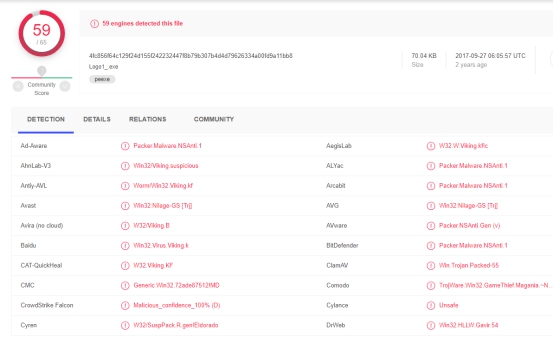 59
/ 65
59 engines detected this file
Community
Score
Logo1_.exe
peexe
70.04 KB
Size
2017-09-27 06:05:57 UTC
2 years ago
DETECTION DETAILS RELATIONS COMMUNITY
Ad-Aware Packer.Malware.NSAnti.1 AegisLab W32.W.Viking.kflc
AhnLab-V3 Win32/Viking.suspicious ALYac Packer.Malware.NSAnti.1
Antiy-AVL Worm/Win32.Viking.kf Arcabit Packer.Malware.NSAnti.1
Avast Win32:Nilage-GS [Trj] AVG Win32:Nilage-GS [Trj]
Avira (no cloud) W32/Viking.B AVware Packer.NSAnti.Gen (v)
Baidu Win32.Virus.Viking.k BitDefender Packer.Malware.NSAnti.1
CAT-QuickHeal W32.Viking.KF ClamAV Win.Trojan.Packed-55
CMC Generic.Win32.72ade87512!MD Comodo TrojWare.Win32.GameThief.Magania.~N...
CrowdStrike Falcon Malicious_confidence_100% (D) Cylance Unsafe
Cyren W32/SuspPack.R.gen!Eldorado DrWeb Win32.HLLW.Gavir.54